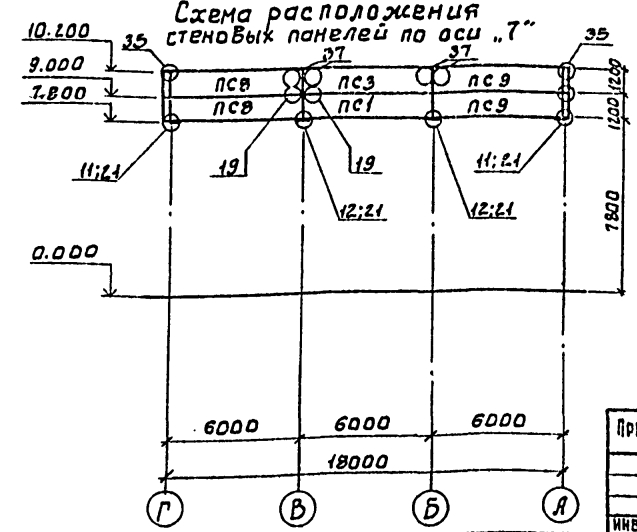 Схема расположения
стеновых панелей по оси „7”
10.200
9.000
7.800
35 37 37 35
ПС8 ПС3 ПС9
ПС8 ПС1 ПС9
1200
1200
7800
11;21 19 19 11;21
12;21 12;21
0.000
6000 6000 6000
18000
Г В Б А